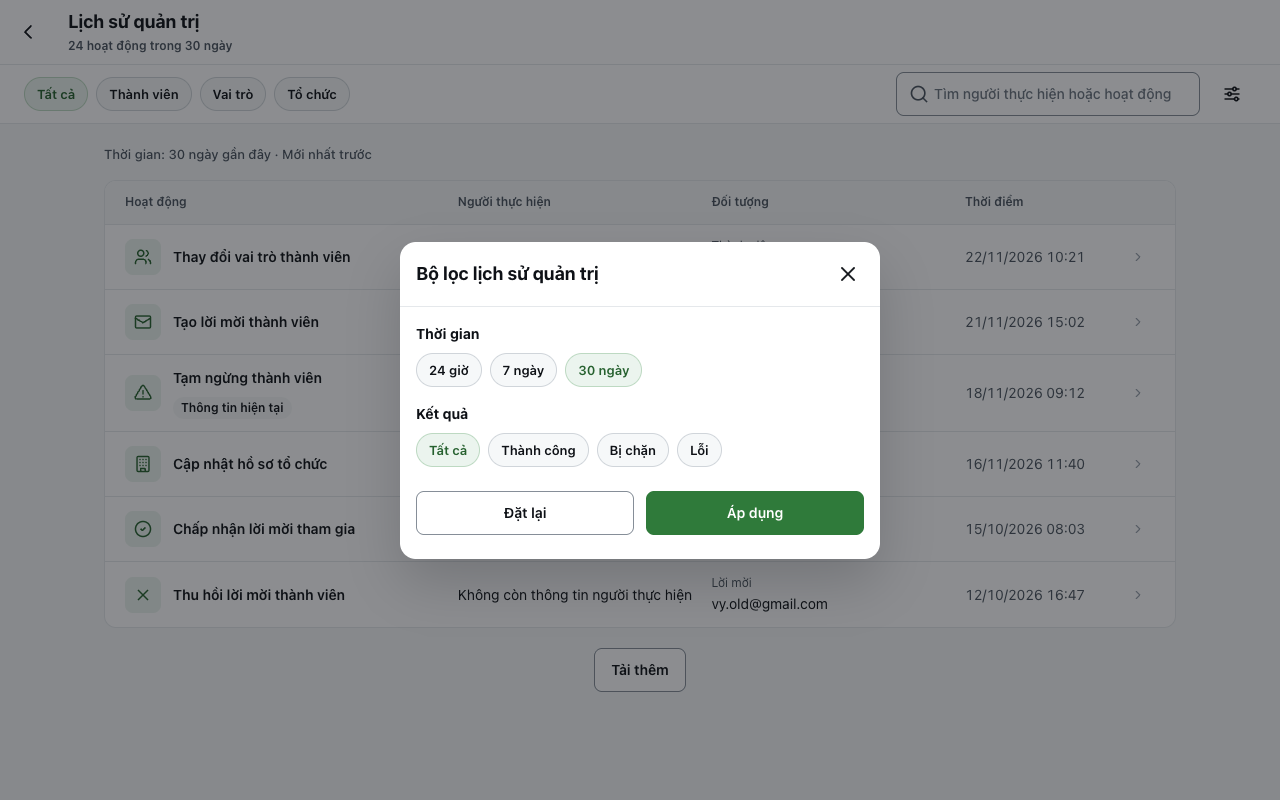 Lịch sử quản trị
24 hoạt động trong 30 ngày
Tất cả
Thành viên
Vai trò
Tổ chức
Tìm người thực hiện hoặc hoạt động
Thời gian: 30 ngày gần đây · Mới nhất trước
Hoạt động
Người thực hiện
Đối tượng
Thời điểm
Thay đổi vai trò thành viên
22/11/2026 10:21
Tạo lời mời thành viên
21/11/2026 15:02
Tạm ngừng thành viên
Thông tin hiện tại
18/11/2026 09:12
Cập nhật hồ sơ tổ chức
16/11/2026 11:40
Chấp nhận lời mời tham gia
15/10/2026 08:03
Thu hồi lời mời thành viên
Không còn thông tin người thực hiện
Lời mời
vy.old@gmail.com
12/10/2026 16:47
Tải thêm
Bộ lọc lịch sử quản trị
Thời gian
24 giờ
7 ngày
30 ngày
Kết quả
Tất cả
Thành công
Bị chặn
Lỗi
Đặt lại
Áp dụng